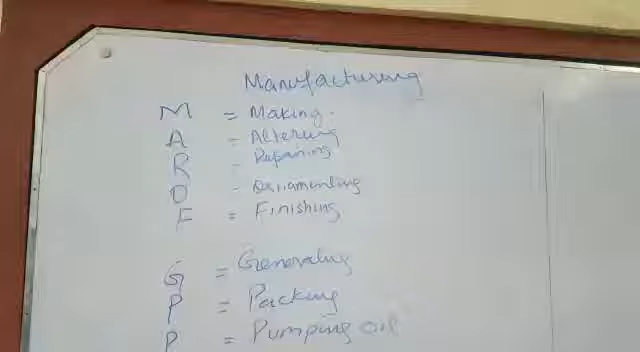 Manufacturing
M = Making.
A = Altering
R - Repairing
O - Ornamenting
F = Finishing
G = Generating
P = Packing
P = Pumping oil